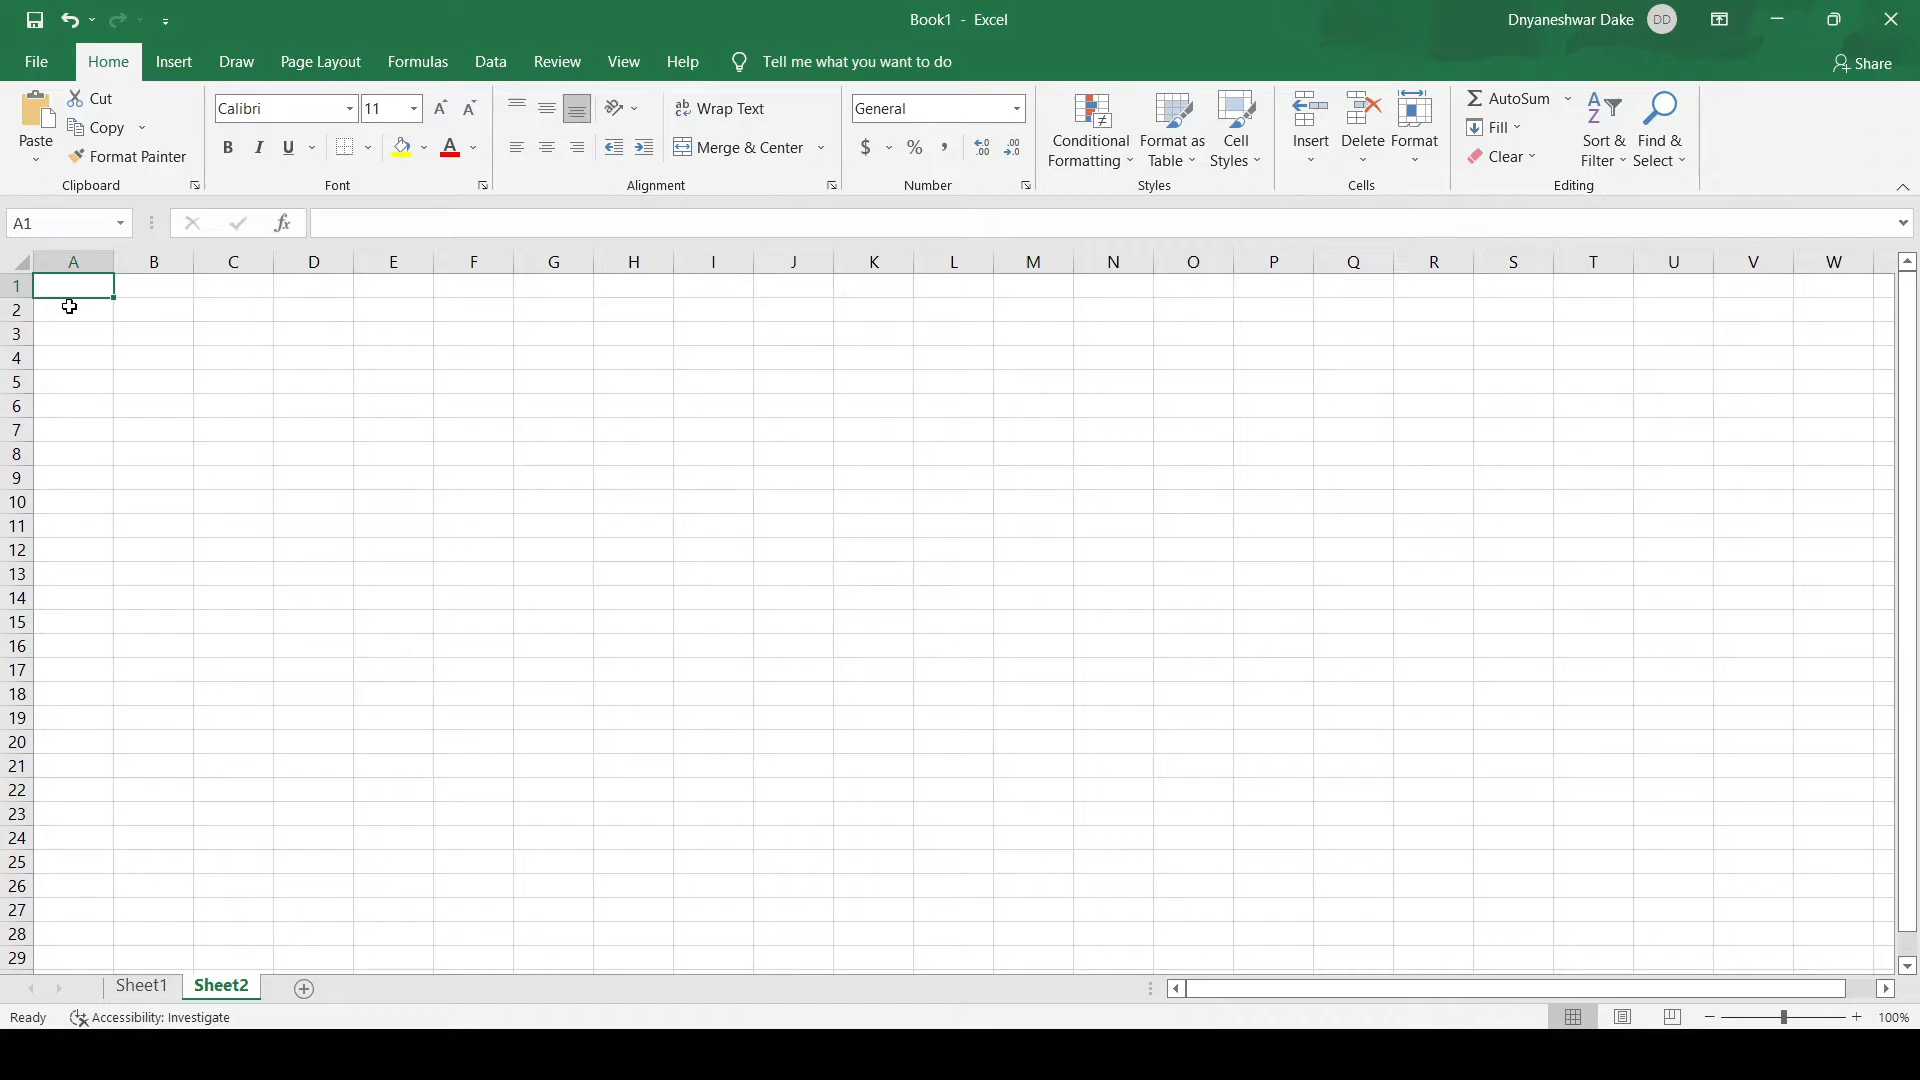 Book1 - Excel
Dnyaneshwar Dake DD
File Home Insert Draw Page Layout Formulas Data Review View Help Tell me what you want to do Share
Paste Cut Copy Format Painter Clipboard
Calibri 11 B I U A Font
ab Wrap Text Merge & Center Alignment
General $ % , Number
Conditional Formatting Format as Table Cell Styles Styles
Insert Delete Format Cells
AutoSum Fill Clear Sort & Filter Find & Select Editing
A1 fx
A B C D E F G H I J K L M N O P Q R S T U V W
1
2
3
4
5
6
7
8
9
10
11
12
13
14
15
16
17
18
19
20
21
22
23
24
25
26
27
28
29
Sheet1 Sheet2
Ready Accessibility: Investigate 100%